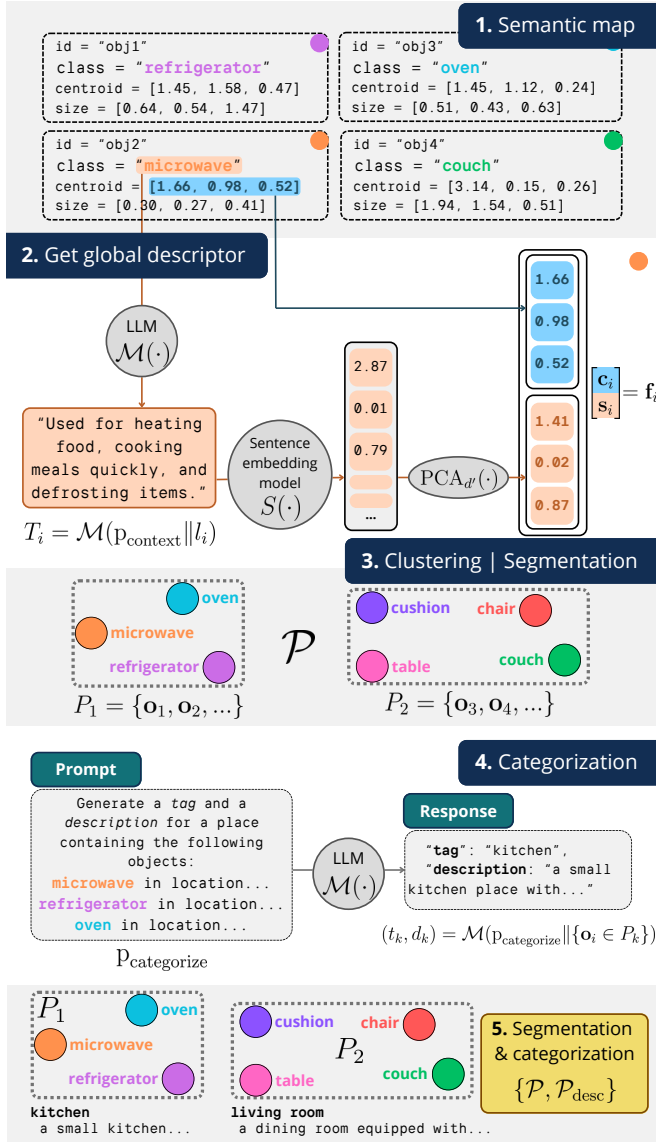 1. Semantic map
id = "obj1"
class = "refrigerator"
centroid = [1.45, 1.58, 0.47]
size = [0.64, 0.54, 1.47]
id = "obj3"
class = "oven"
centroid = [1.45, 1.12, 0.24]
size = [0.51, 0.43, 0.63]
id = "obj2"
class = "microwave"
centroid = [1.66, 0.98, 0.52]
size = [0.30, 0.27, 0.41]
id = "obj4"
class = "couch"
centroid = [3.14, 0.15, 0.26]
size = [1.94, 1.54, 0.51]
2. Get global descriptor
LLM
ℳ(·)
"Used for heating
food, cooking
meals quickly, and
defrosting items."
T_i = ℳ(p_context‖l_i)
Sentence
embedding
model
S(·)
2.87
0.01
0.79
...
PCA_d′(·)
1.66
0.98
0.52
1.41
0.02
0.87
[c_i
s_i] = f_i
3. Clustering | Segmentation
oven
microwave
refrigerator
P_1 = {o_1, o_2, ...}
𝒫
cushion
chair
table
couch
P_2 = {o_3, o_4, ...}
4. Categorization
Prompt
Generate a tag and a
description for a place
containing the following
objects:
microwave in location...
refrigerator in location...
oven in location...
p_categorize
LLM
ℳ(·)
Response
"tag": "kitchen",
"description: "a small
kitchen place with..."
(t_k, d_k) = ℳ(p_categorize‖{o_i ∈ P_k})
P_1
oven
microwave
refrigerator
kitchen
a small kitchen...
cushion
chair
P_2
table
couch
living room
a dining room equipped with...
5. Segmentation
& categorization
{𝒫, 𝒫_desc}